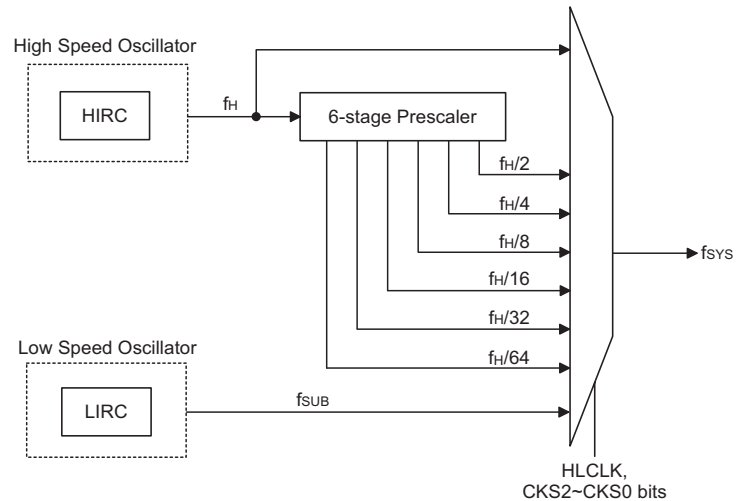 High Speed Oscillator
HIRC
fH
6-stage Prescaler
fH/2
fH/4
fH/8
fH/16
fH/32
fH/64
fSYS
Low Speed Oscillator
LIRC
fSUB
HLCLK,
CKS2~CKS0 bits